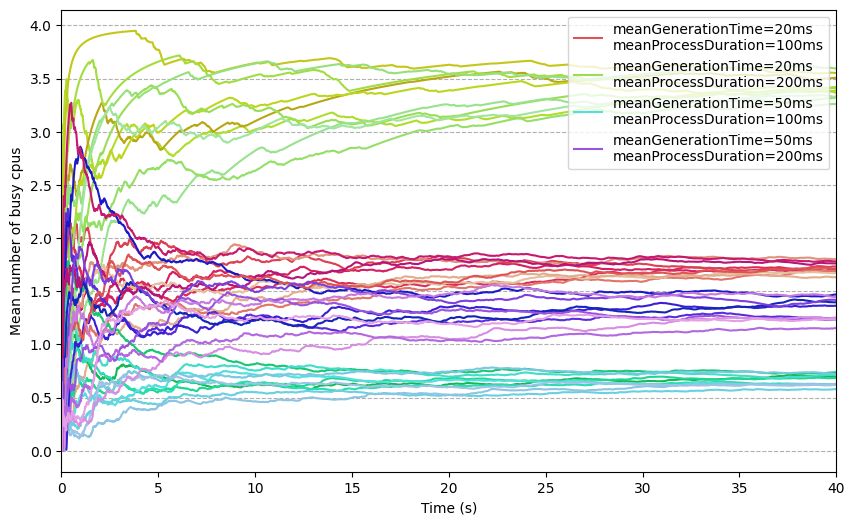 4.0
3.5
3.0
2.5
2.0
1.5
1.0
0.5
0.0
Mean number of busy cpus
0
5
10
15
20
25
30
35
40
Time (s)
meanGenerationTime=20ms
meanProcessDuration=100ms
meanGenerationTime=20ms
meanProcessDuration=200ms
meanGenerationTime=50ms
meanProcessDuration=100ms
meanGenerationTime=50ms
meanProcessDuration=200ms